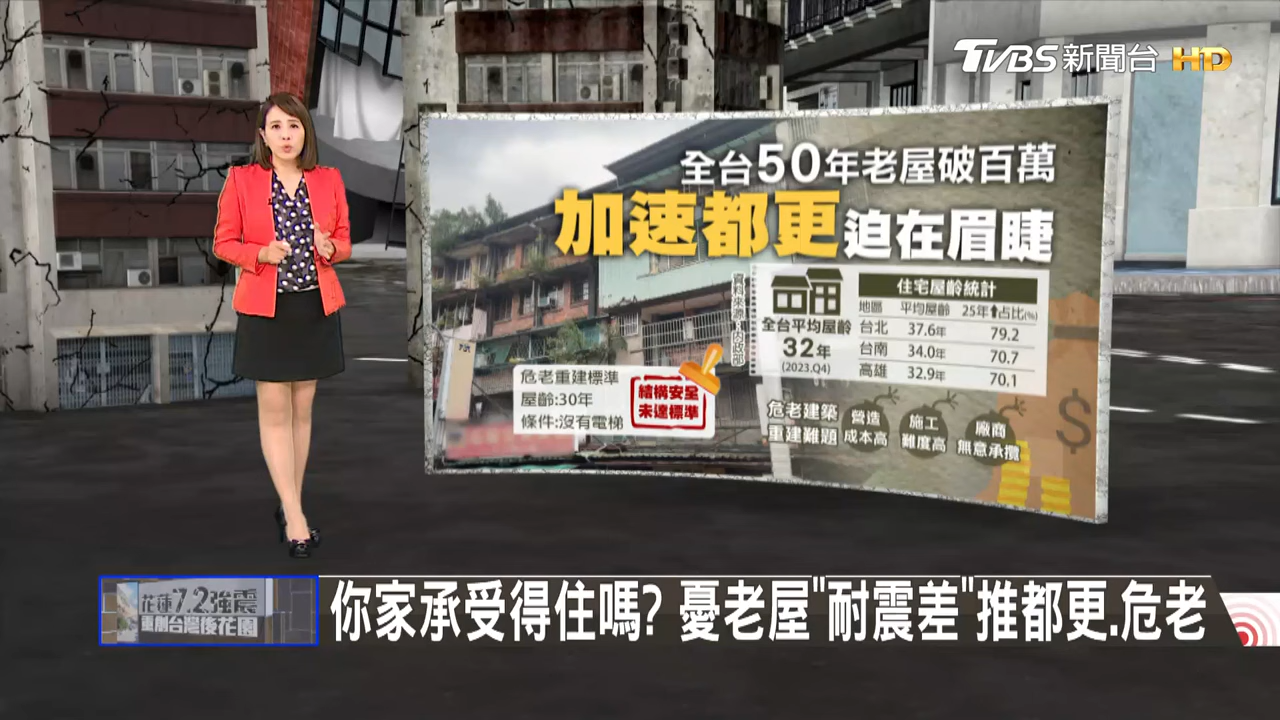 TVBS新聞台 HD
全台50年老屋破百萬
加速都更迫在眉睫
資料來源:內政部
全台平均屋齡
32年
(2023.Q4)
住宅屋齡統計
地區 平均屋齡 25年⬆占比(%)
台北 37.6年 79.2
台南 34.0年 70.7
高雄 32.9年 70.1
危老重建標準
屋齡:30年
條件:沒有電梯
結構安全
未達標準
危老建築
重建難題
營造
成本高
施工
難度高
廠商
無意承攬
$
花蓮7.2強震
重創台灣後花園
你家承受得住嗎? 憂老屋"耐震差"推都更.危老